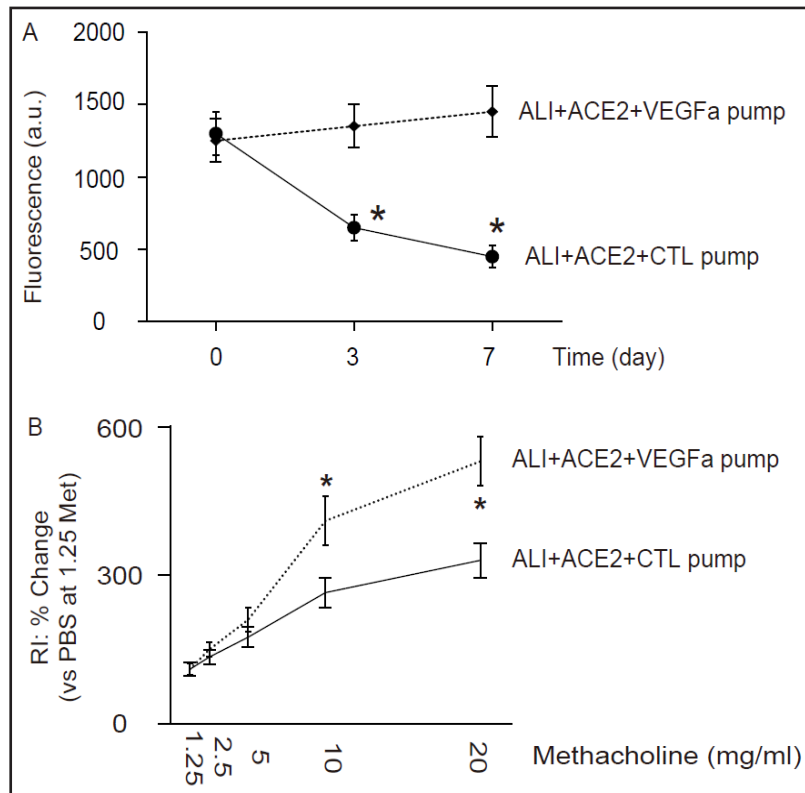 A
Fluorescence (a.u.)
2000
1500
1000
500
0
ALI+ACE2+VEGFa pump
*
*
ALI+ACE2+CTL pump
0 3 7 Time (day)
B
RI: % Change
(vs PBS at 1.25 Met)
600
300
0
ALI+ACE2+VEGFa pump
*
*
ALI+ACE2+CTL pump
1.25 2.5 5 10 20 Methacholine (mg/ml)